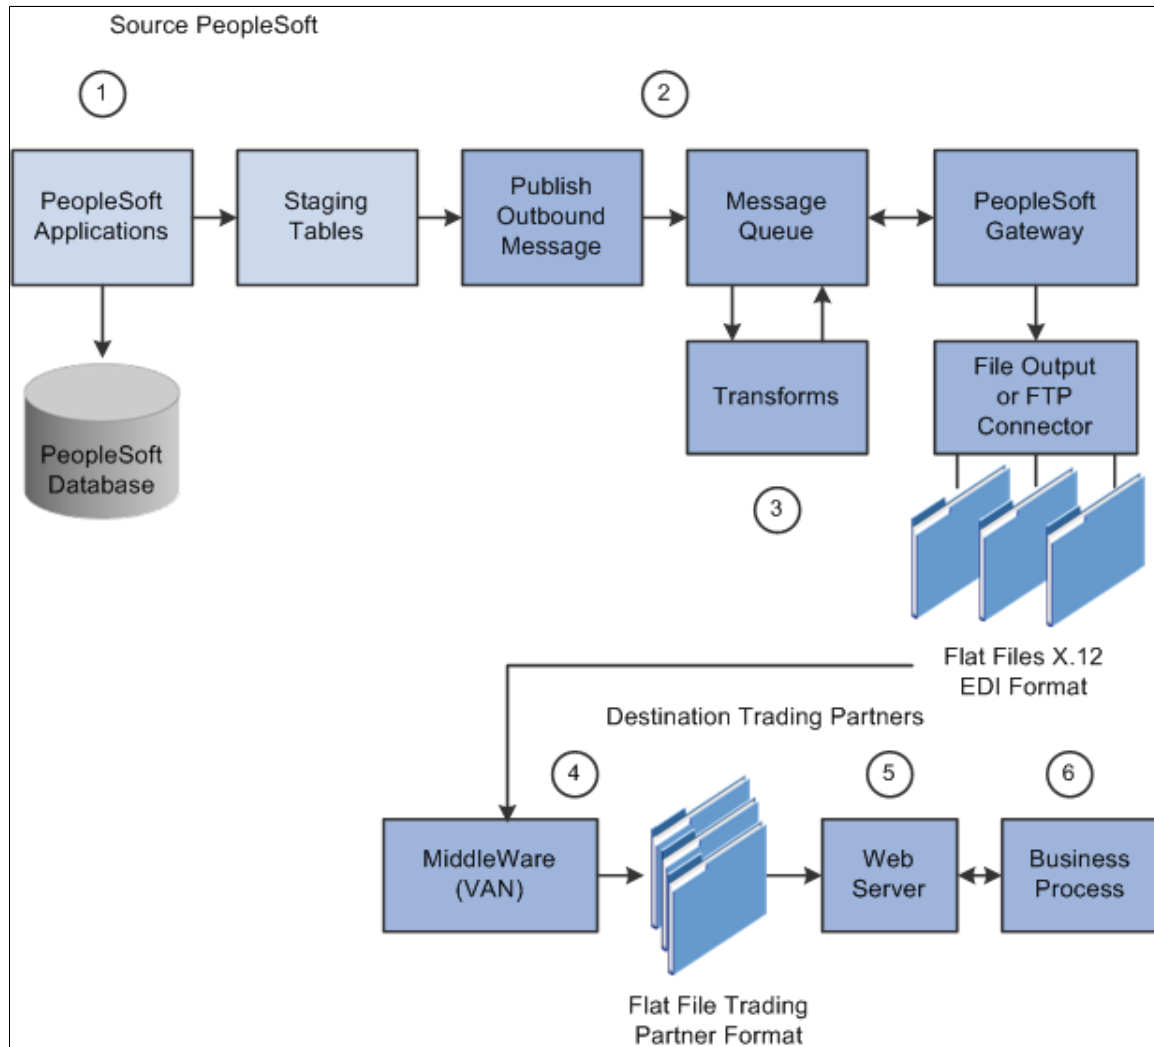 Source PeopleSoft
1
2
PeopleSoft
Applications
Staging
Tables
Publish
Outbound
Message
Message
Queue
PeopleSoft
Gateway
Transforms
File Output
or FTP
Connector
PeopleSoft
Database
3
Flat Files X.12
EDI Format
Destination Trading Partners
4
5
6
MiddleWare
(VAN)
Web
Server
Business
Process
Flat File Trading
Partner Format